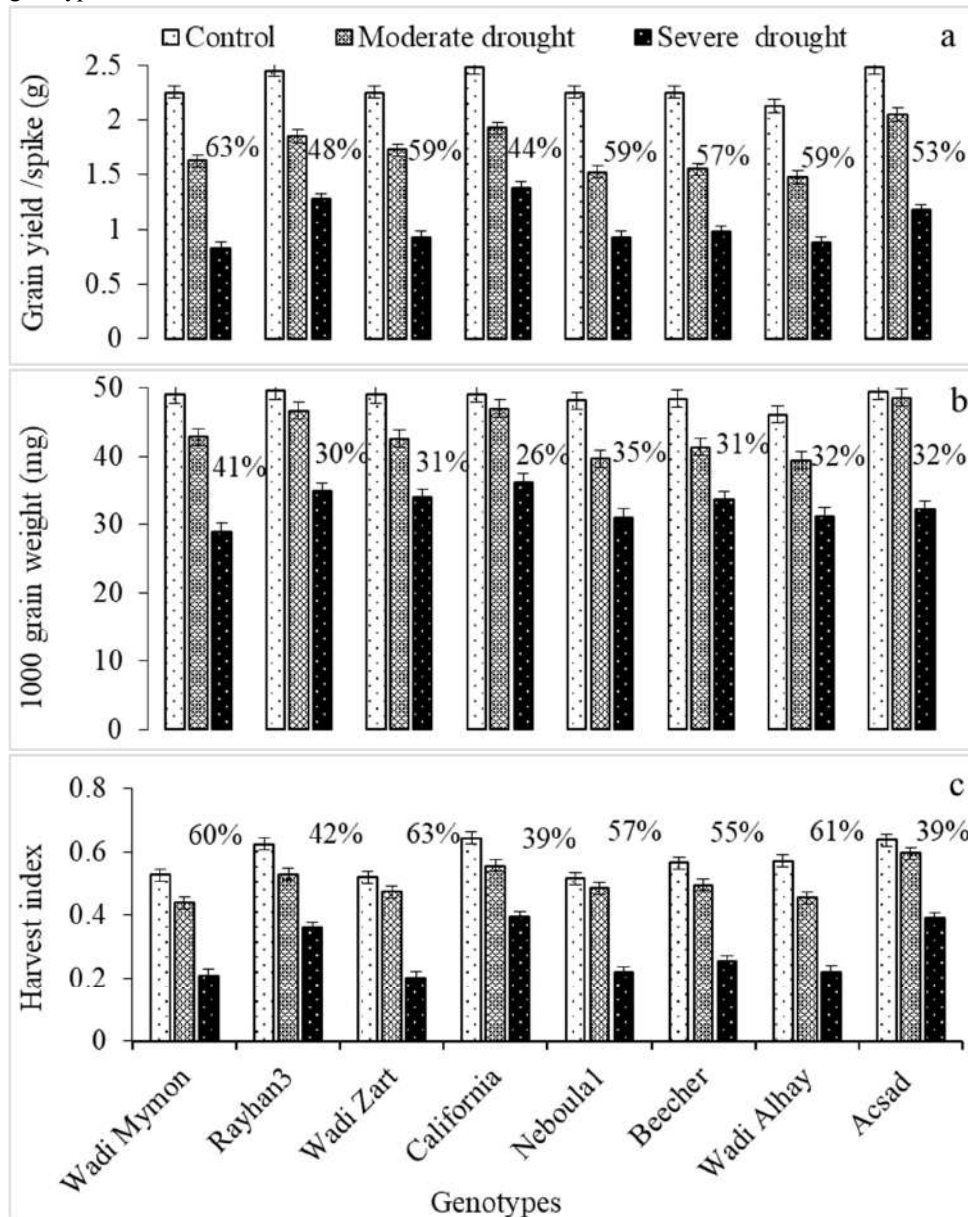 Control Moderate drought Severe drought a
Grain yield /spike (g)
2.5
2
1.5
1
0.5
0
63% 48% 59% 44% 59% 57% 59% 53%
b
1000 grain weight (mg)
50
40
30
20
10
0
41% 30% 31% 26% 35% 31% 32% 32%
c
Harvest index
0.8
0.6
0.4
0.2
0
60% 42% 63% 39% 57% 55% 61% 39%
Wadi Mymon
Rayhan3
Wadi Zart
California
Neboula1
Beecher
Wadi Alhay
Acsad
Genotypes